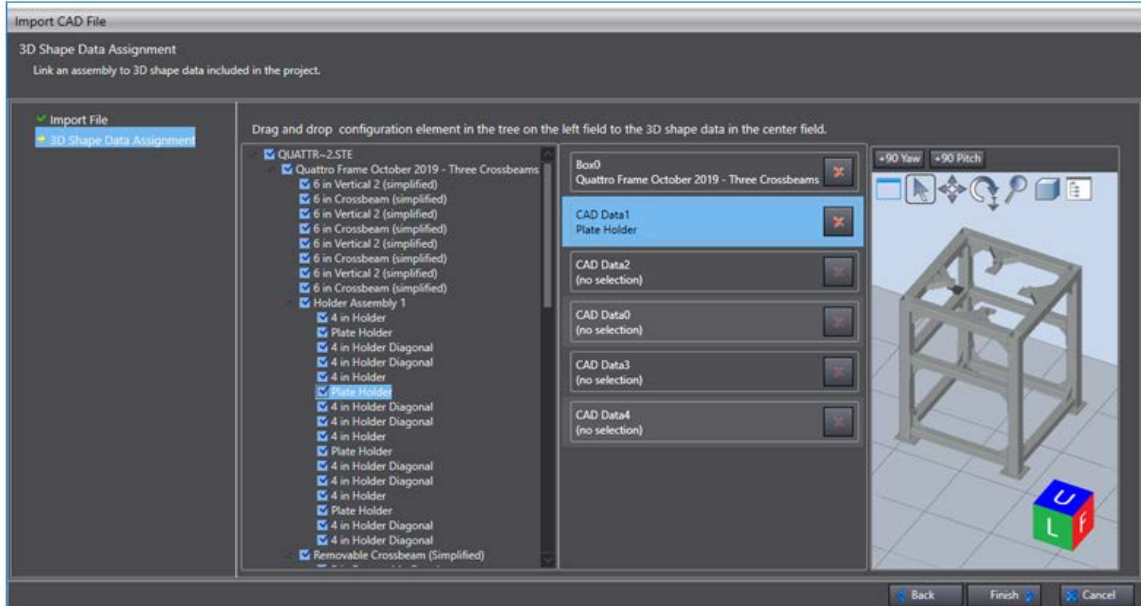 Import CAD File
3D Shape Data Assignment
Link an assembly to 3D shape data included in the project.
Import File
3D Shape Data Assignment
Drag and drop configuration element in the tree on the left field to the 3D shape data in the center field.
QUATTR~2.STE
Quattro Frame October 2019 - Three Crossbeams
6 in Vertical 2 (simplified)
6 in Crossbeam (simplified)
6 in Vertical 2 (simplified)
6 in Crossbeam (simplified)
6 in Vertical 2 (simplified)
6 in Crossbeam (simplified)
6 in Vertical 2 (simplified)
6 in Crossbeam (simplified)
Holder Assembly 1
4 in Holder
Plate Holder
4 in Holder Diagonal
4 in Holder Diagonal
4 in Holder
Plate Holder
4 in Holder Diagonal
4 in Holder Diagonal
4 in Holder
Plate Holder
4 in Holder Diagonal
4 in Holder Diagonal
4 in Holder
Plate Holder
4 in Holder Diagonal
4 in Holder Diagonal
Removable Crossbeam (Simplified)
Box0
Quattro Frame October 2019 - Three Crossbeams
CAD Data1
Plate Holder
CAD Data2
(no selection)
CAD Data0
(no selection)
CAD Data3
(no selection)
CAD Data4
(no selection)
+90 Yaw
+90 Pitch
U
L
F
Back
Finish
Cancel